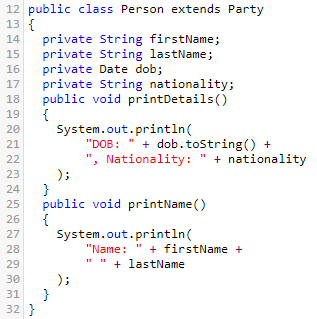 12 public class Person extends Party
13 {
14   private String firstName;
15   private String lastName;
16   private Date dob;
17   private String nationality;
18   public void printDetails()
19   {
20     System.out.println(
21         "DOB: " + dob.toString() +
22         ", Nationality: " + nationality
23     );
24   }
25   public void printName()
26   {
27     System.out.println(
28         "Name: " + firstName +
29         " " + lastName
30     );
31   }
32 }